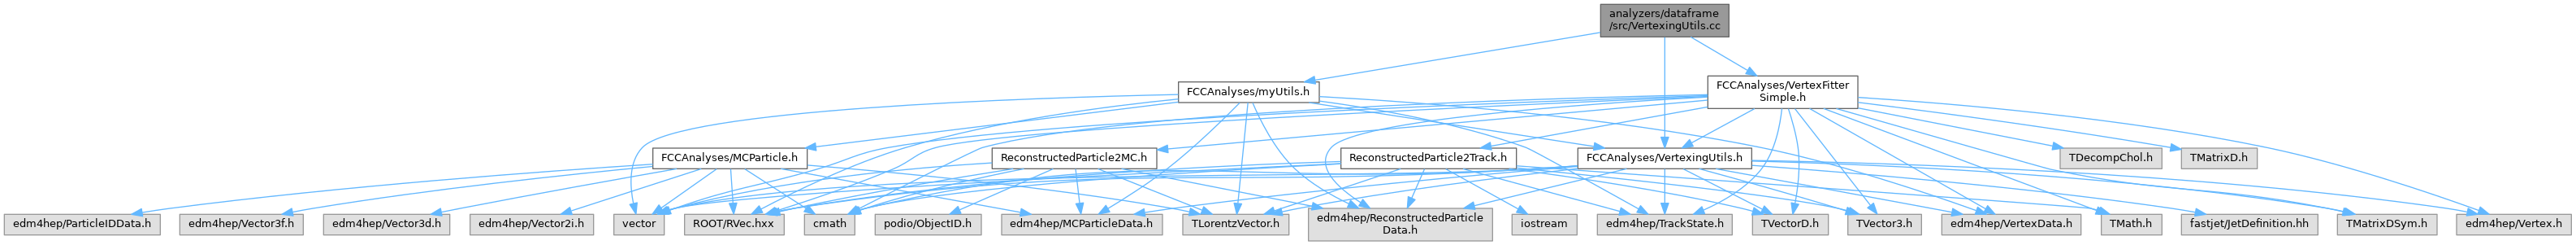 analyzers/dataframe
/src/VertexingUtils.cc
FCCAnalyses/myUtils.h
FCCAnalyses/VertexFitter
Simple.h
FCCAnalyses/MCParticle.h
ReconstructedParticle2MC.h
ReconstructedParticle2Track.h
FCCAnalyses/VertexingUtils.h
TDecompChol.h
TMatrixD.h
edm4hep/ParticleIDData.h
edm4hep/Vector3f.h
edm4hep/Vector3d.h
edm4hep/Vector2i.h
vector
ROOT/RVec.hxx
cmath
podio/ObjectID.h
edm4hep/MCParticleData.h
TLorentzVector.h
edm4hep/ReconstructedParticle
Data.h
iostream
edm4hep/TrackState.h
TVectorD.h
TVector3.h
edm4hep/VertexData.h
TMath.h
fastjet/JetDefinition.hh
TMatrixDSym.h
edm4hep/Vertex.h